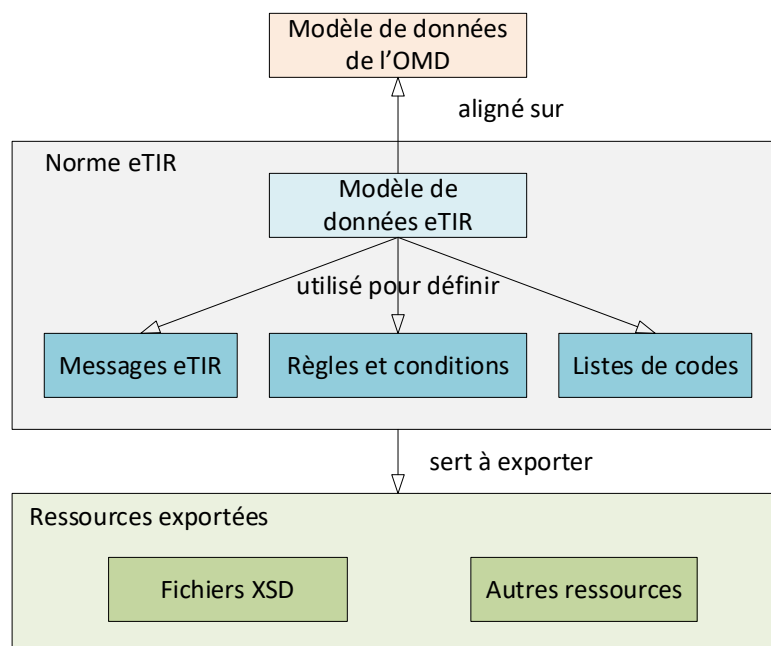 Modèle de données
de l’OMD
aligné sur
Norme eTIR
Modèle de
données eTIR
utilisé pour définir
Messages eTIR
Règles et conditions
Listes de codes
sert à exporter
Ressources exportées
Fichiers XSD
Autres ressources